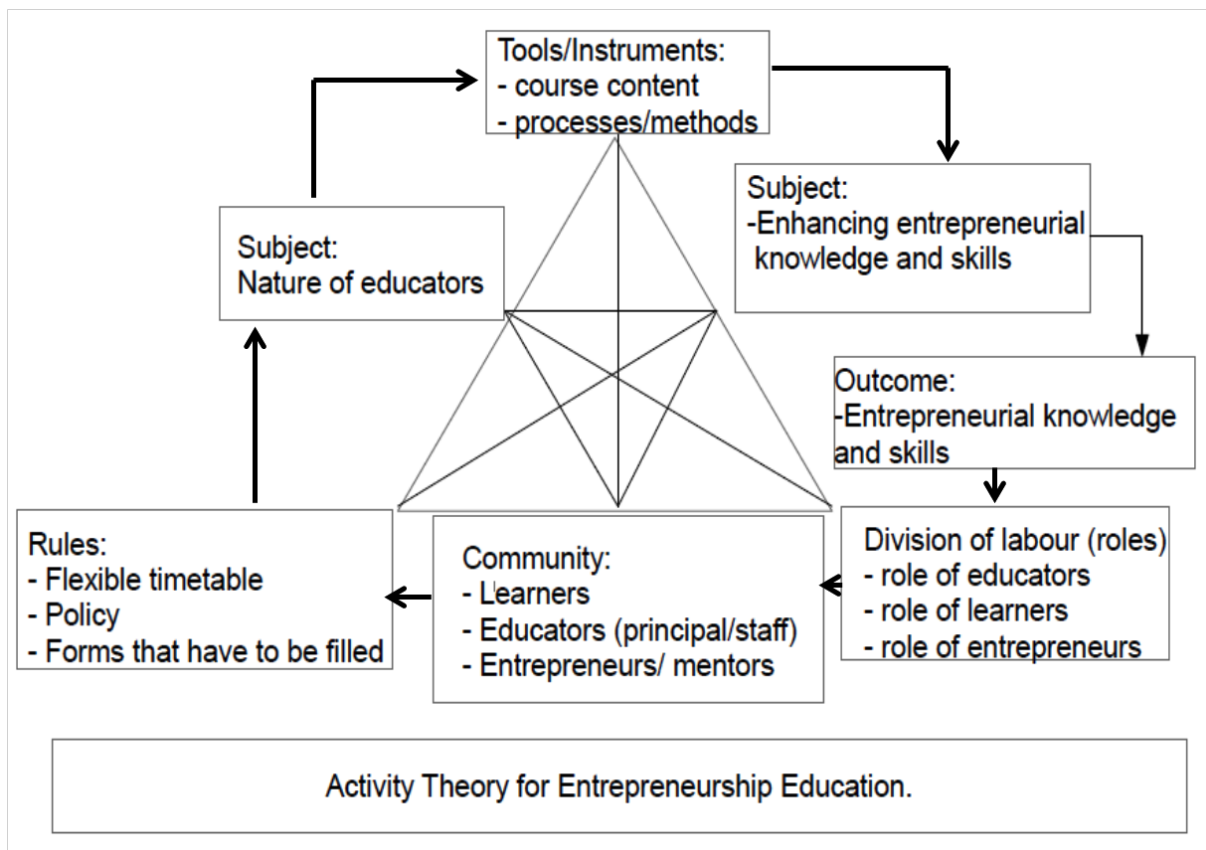 Tools/Instruments:
- course content
- processes/methods
Subject:
-Enhancing entrepreneurial
knowledge and skills
Subject:
Nature of educators
Outcome:
-Entrepreneurial knowledge
and skills
Rules:
- Flexible timetable
- Policy
- Forms that have to be filled
Community:
- Learners
- Educators (principal/staff)
- Entrepreneurs/ mentors
Division of labour (roles)
- role of educators
- role of learners
- role of entrepreneurs
Activity Theory for Entrepreneurship Education.